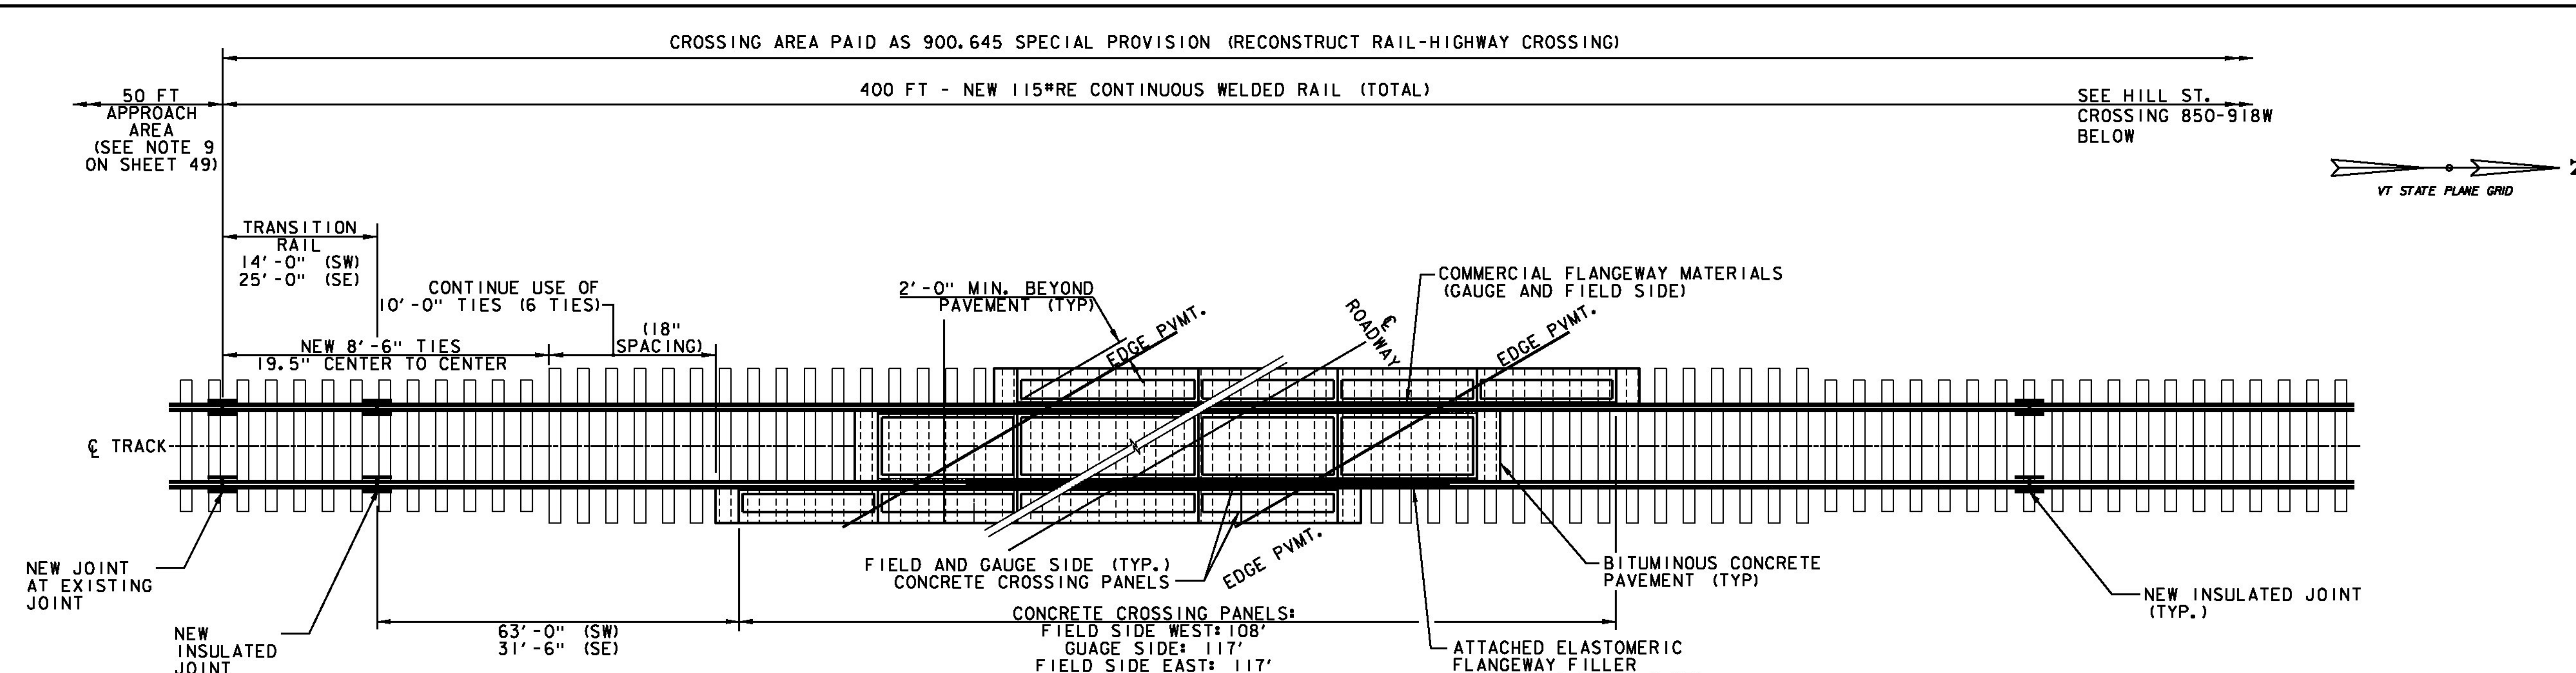 CROSSING AREA PAID AS 900.645 SPECIAL PROVISION (RECONSTRUCT RAIL-HIGHWAY CROSSING)
400 FT - NEW 115#RE CONTINUOUS WELDED RAIL (TOTAL)
50 FT
APPROACH
AREA
(SEE NOTE 9
ON SHEET 49)
SEE HILL ST.
CROSSING 850-918W
BELOW
VT STATE PLANE GRID
TRANSITION
RAIL
14'-0" (SW)
25'-0" (SE)
CONTINUE USE OF
10'-0" TIES (6 TIES)
(18"
SPACING)
NEW 8'-6" TIES
19.5" CENTER TO CENTER
2'-0" MIN. BEYOND
PAVEMENT (TYP)
EDGE PVMT.
℄
ROADWAY
COMMERCIAL FLANGEWAY MATERIALS
(GAUGE AND FIELD SIDE)
EDGE PVMT.
℄ TRACK
NEW JOINT
AT EXISTING
JOINT
NEW
INSULATED
JOINT
63'-0" (SW)
31'-6" (SE)
FIELD AND GAUGE SIDE (TYP.)
CONCRETE CROSSING PANELS
EDGE PVMT.
CONCRETE CROSSING PANELS:
FIELD SIDE WEST: 108'
GUAGE SIDE: 117'
FIELD SIDE EAST: 117'
BITUMINOUS CONCRETE
PAVEMENT (TYP)
ATTACHED ELASTOMERIC
FLANGEWAY FILLER
NEW INSULATED JOINT
(TYP.)